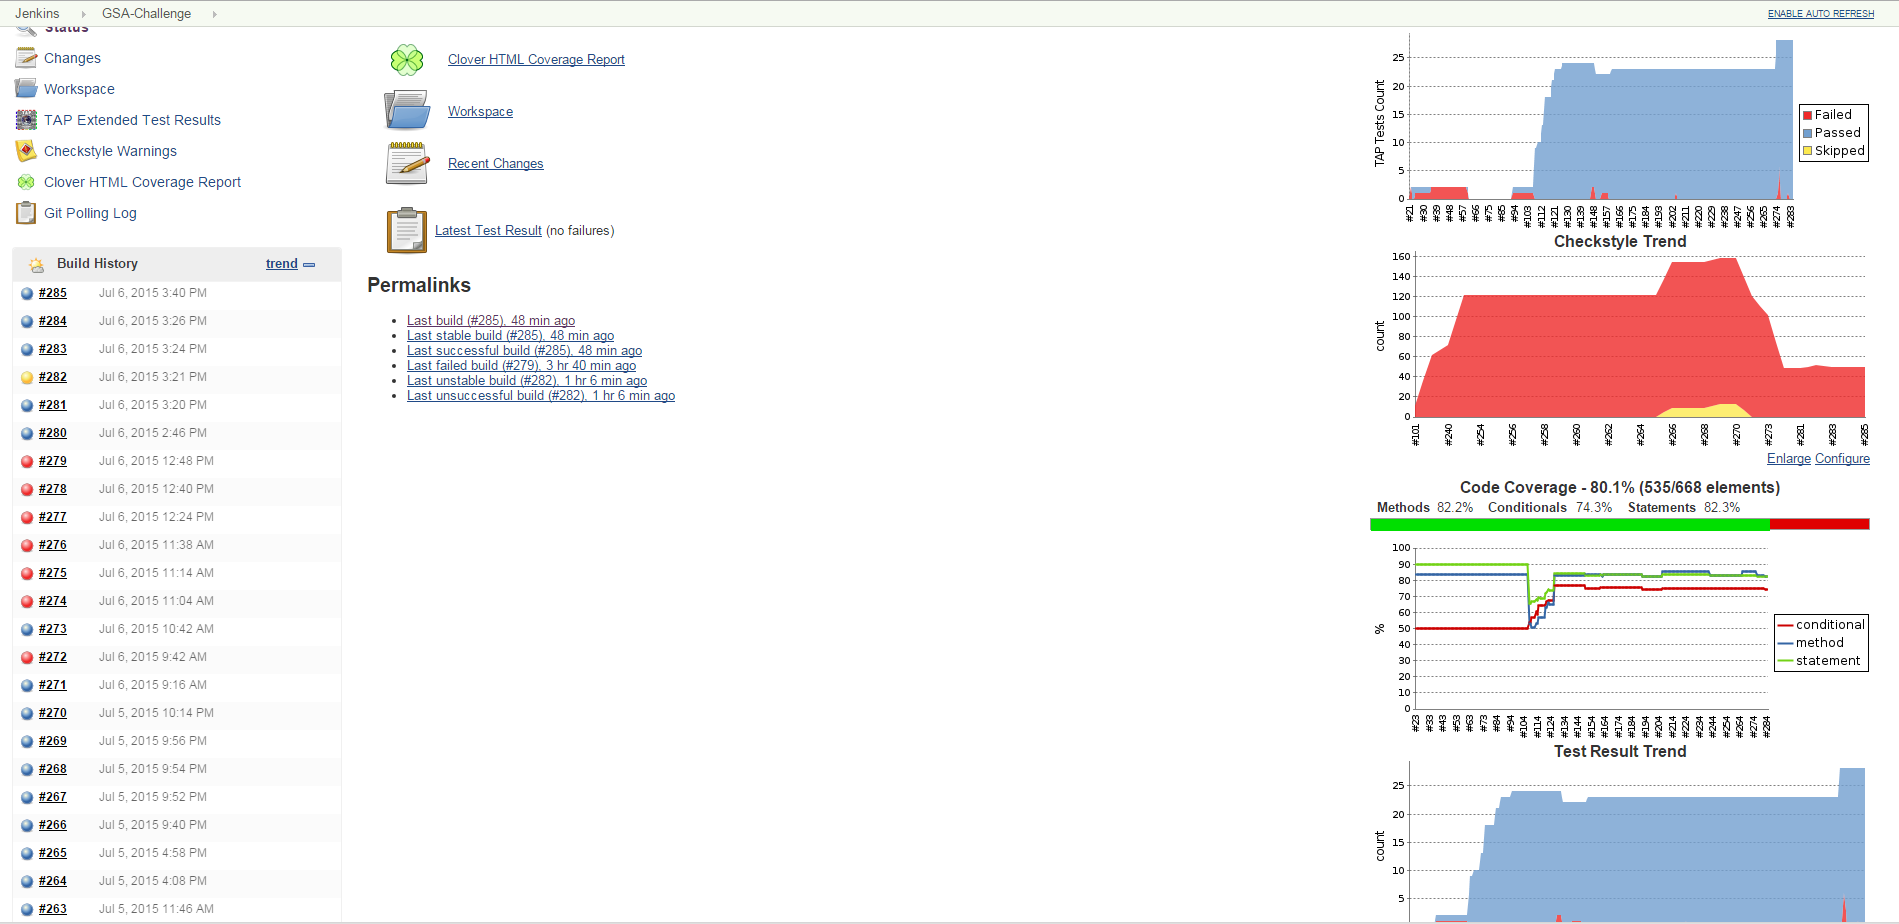 Jenkins
GSA-Challenge
ENABLE AUTO REFRESH
Status
Changes
Workspace
TAP Extended Test Results
Checkstyle Warnings
Clover HTML Coverage Report
Git Polling Log
Build History trend
#285 Jul 6, 2015 3:40 PM
#284 Jul 6, 2015 3:26 PM
#283 Jul 6, 2015 3:24 PM
#282 Jul 6, 2015 3:21 PM
#281 Jul 6, 2015 3:20 PM
#280 Jul 6, 2015 2:46 PM
#279 Jul 6, 2015 12:48 PM
#278 Jul 6, 2015 12:40 PM
#277 Jul 6, 2015 12:24 PM
#276 Jul 6, 2015 11:38 AM
#275 Jul 6, 2015 11:14 AM
#274 Jul 6, 2015 11:04 AM
#273 Jul 6, 2015 10:42 AM
#272 Jul 6, 2015 9:42 AM
#271 Jul 6, 2015 9:16 AM
#270 Jul 5, 2015 10:14 PM
#269 Jul 5, 2015 9:56 PM
#268 Jul 5, 2015 9:54 PM
#267 Jul 5, 2015 9:52 PM
#266 Jul 5, 2015 9:40 PM
#265 Jul 5, 2015 4:58 PM
#264 Jul 5, 2015 4:08 PM
#263 Jul 5, 2015 11:46 AM
Clover HTML Coverage Report
Workspace
Recent Changes
Latest Test Result (no failures)
Permalinks
Last build (#285), 48 min ago
Last stable build (#285), 48 min ago
Last successful build (#285), 48 min ago
Last failed build (#279), 3 hr 40 min ago
Last unstable build (#282), 1 hr 6 min ago
Last unsuccessful build (#282), 1 hr 6 min ago
TAP Tests Count
25
20
15
10
5
0
#21 #30 #39 #48 #57 #66 #75 #85 #94 #103 #112 #121 #130 #139 #148 #157 #166 #175 #184 #193 #202 #211 #220 #229 #238 #247 #256 #265 #274 #283
Failed
Passed
Skipped
Checkstyle Trend
count
160
140
120
100
80
60
40
20
0
#101 #240 #254 #256 #258 #260 #262 #264 #266 #268 #270 #273 #281 #283 #285
Enlarge Configure
Code Coverage - 80.1% (535/668 elements)
Methods 82.2% Conditionals 74.3% Statements 82.3%
%
100
90
80
70
60
50
40
30
20
10
0
#23 #33 #43 #53 #63 #73 #84 #94 #104 #114 #124 #134 #144 #154 #164 #174 #184 #194 #204 #214 #224 #234 #244 #254 #264 #274 #284
conditional
method
statement
Test Result Trend
count
25
20
15
10
5